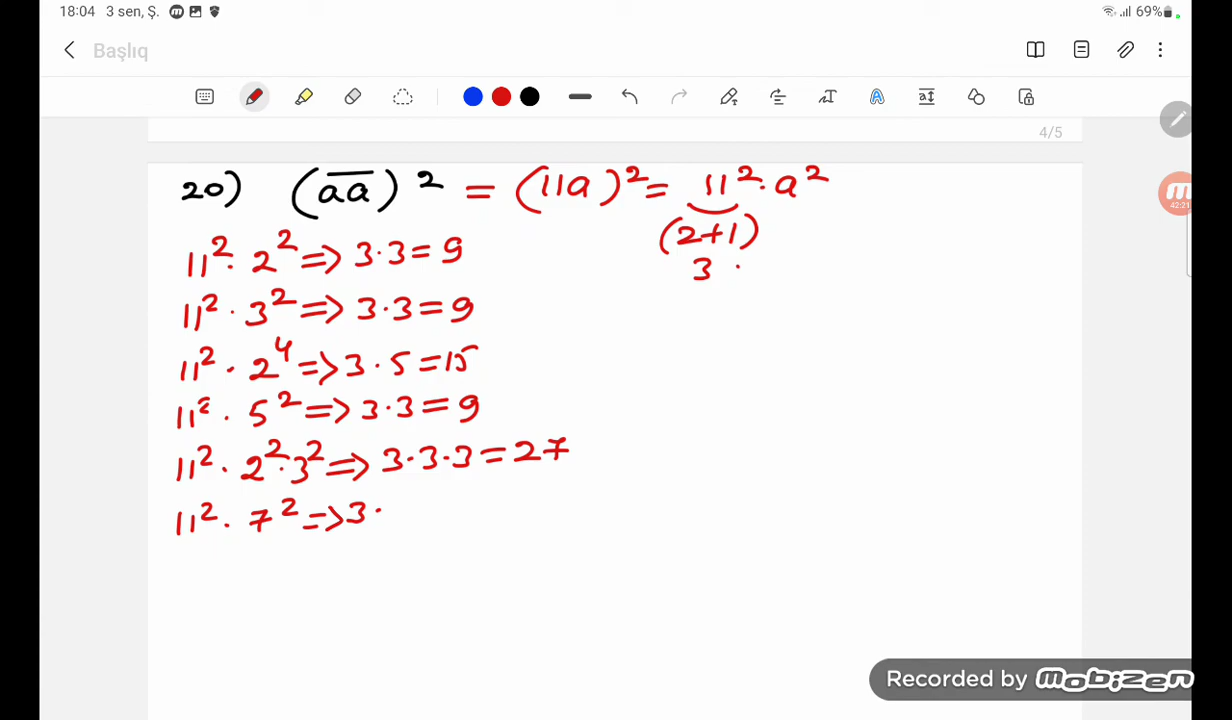 18:04 3 sen, Ş. 69%
Başlıq
4/5
20) (a̅a̅)² = (11a)² = 11² · a²
(2+1)
3 ·
11² · 2² => 3·3 = 9
11² · 3² => 3·3 = 9
11² · 2⁴ => 3·5 = 15
11² · 5² => 3·3 = 9
11² · 2² · 3² => 3·3·3 = 27
11² · 7² => 3·
42:21
Recorded by mobizen